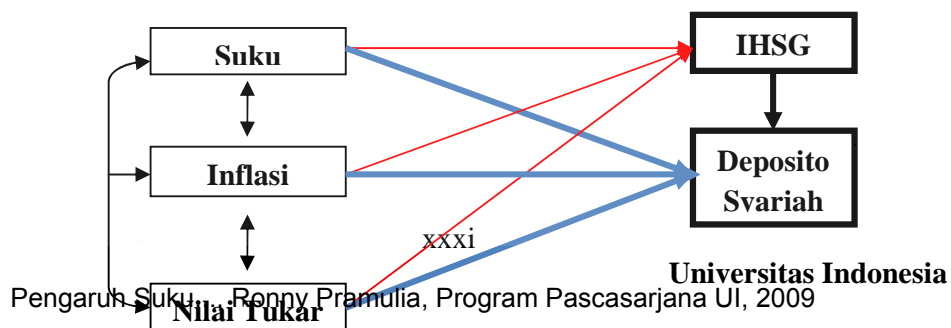 Suku
IHSG
Inflasi
Deposito
Svariah
xxxi
Universitas Indonesia
Pengaruh Suku... Ronny Pramulia, Program Pascasarjana UI, 2009
Nilai Tukar